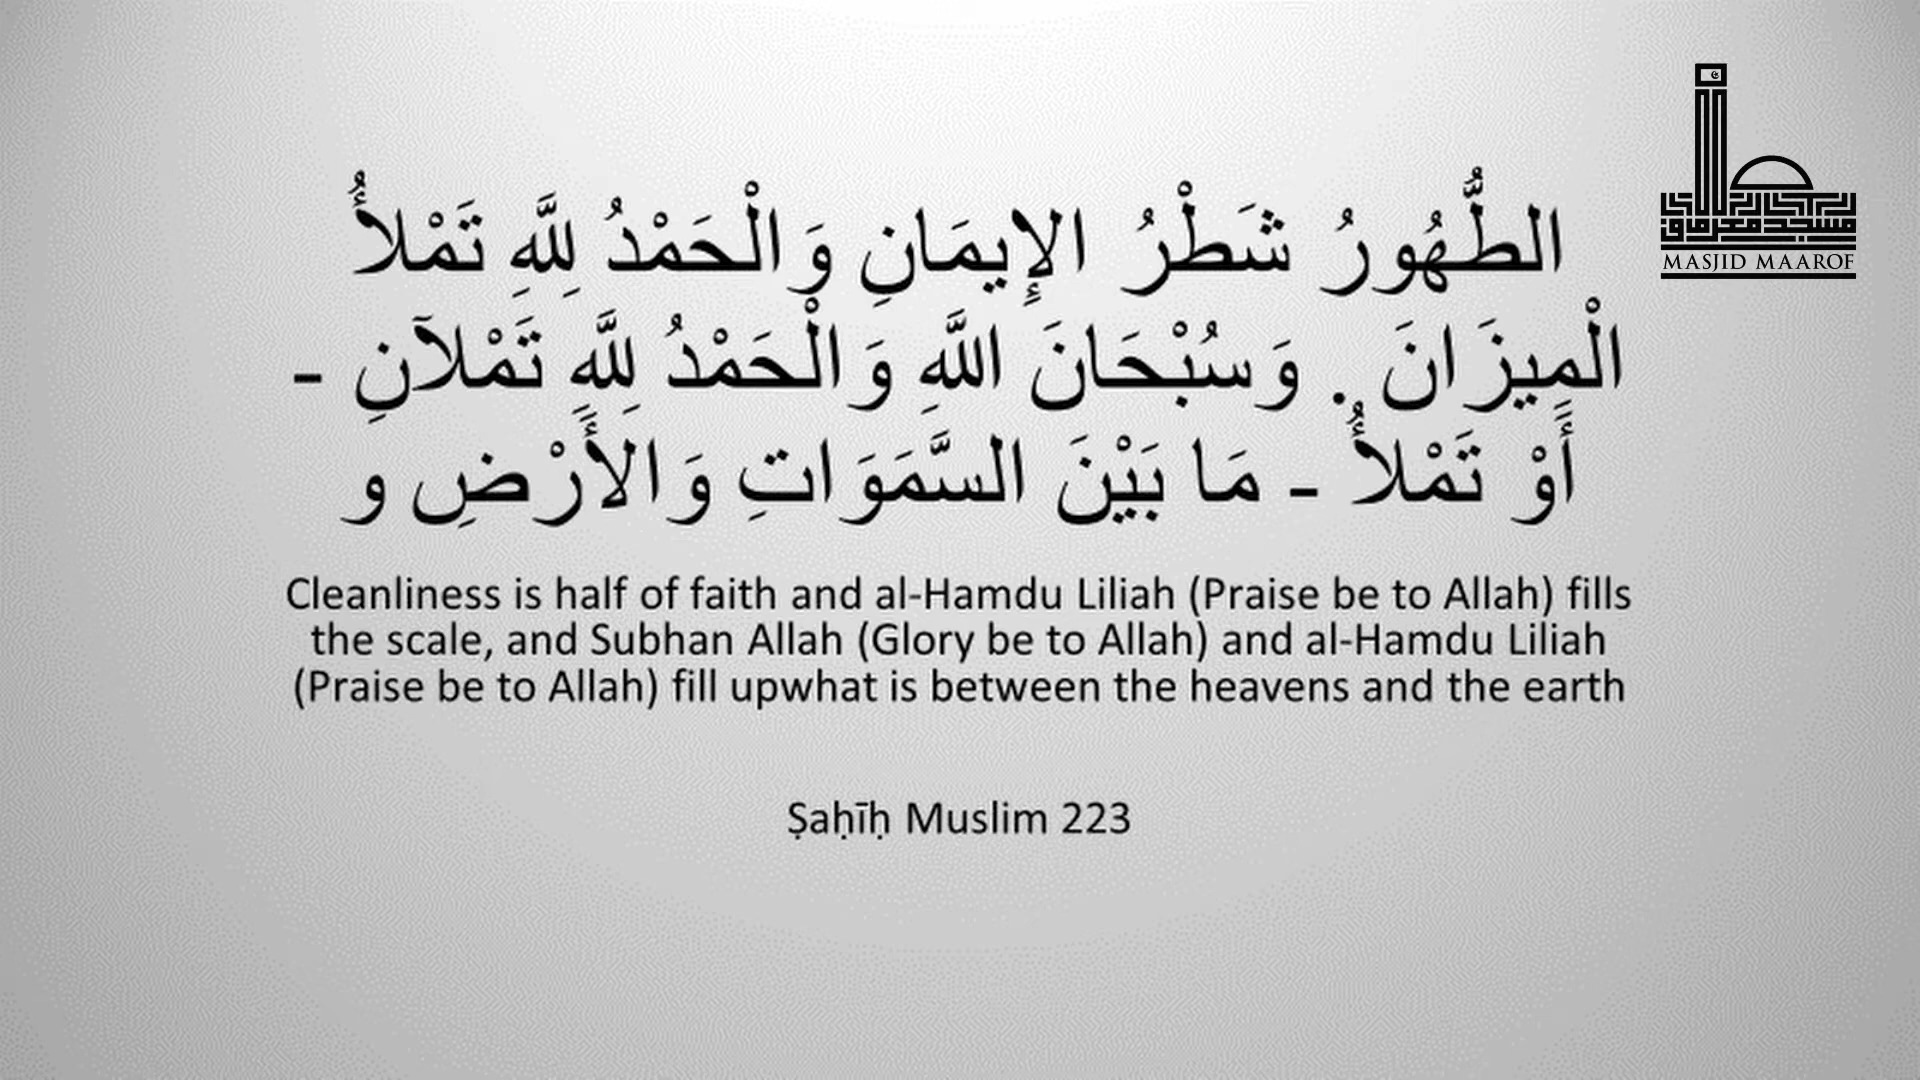 الطُّهُورُ شَطْرُ الإِيمَانِ وَالْحَمْدُ لِلَّهِ تَمْلأُ
الْمِيزَانَ . وَسُبْحَانَ اللَّهِ وَالْحَمْدُ لِلَّهِ تَمْلآنِ -
أَوْ تَمْلأُ - مَا بَيْنَ السَّمَوَاتِ وَالأَرْضِ و
Cleanliness is half of faith and al-Hamdu Liliah (Praise be to Allah) fills
the scale, and Subhan Allah (Glory be to Allah) and al-Hamdu Liliah
(Praise be to Allah) fill upwhat is between the heavens and the earth
Ṣaḥīḥ Muslim 223
MASJID MAAROF